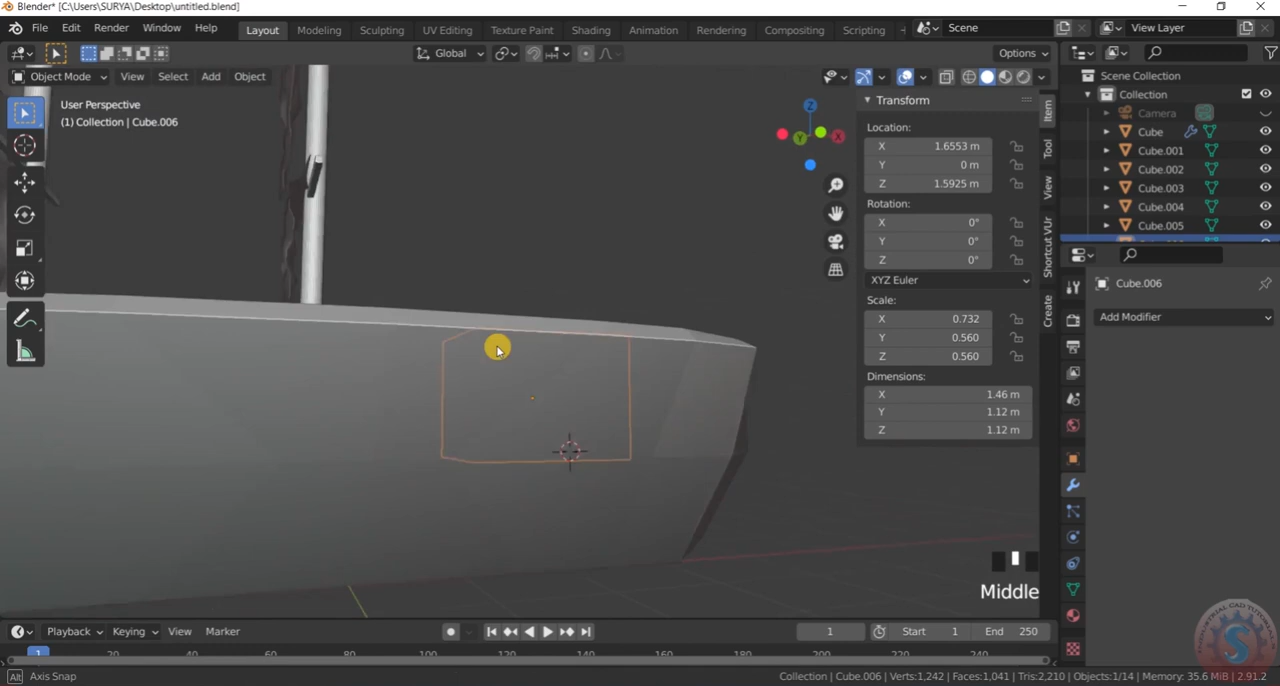 Blender* [C:\Users\SURYA\Desktop\untitled.blend]
File Edit Render Window Help
Layout Modeling Sculpting UV Editing Texture Paint Shading Animation Rendering Compositing Scripting
Scene
View Layer
Global
Options
Object Mode View Select Add Object
User Perspective
(1) Collection | Cube.006
Z
X
Y
Transform
Location:
X 1.6553 m
Y 0 m
Z 1.5925 m
Rotation:
X 0°
Y 0°
Z 0°
XYZ Euler
Scale:
X 0.732
Y 0.560
Z 0.560
Dimensions:
X 1.46 m
Y 1.12 m
Z 1.12 m
Item
Tool
View
Shortcut VUr
Create
Scene Collection
Collection
Camera
Cube
Cube.001
Cube.002
Cube.003
Cube.004
Cube.005
Cube.006
Add Modifier
Middle
Playback Keying View Marker
1
Start 1
End 250
1 20 40 60 80 100 120 140 160 180 200 220 240
Alt Axis Snap
Collection | Cube.006 | Verts:1,242 | Faces:1,041 | Tris:2,210 | Objects:1/14 | Memory: 35.6 MiB | 2.91.2
INDUSTRIAL CAD TUTORIALS
S